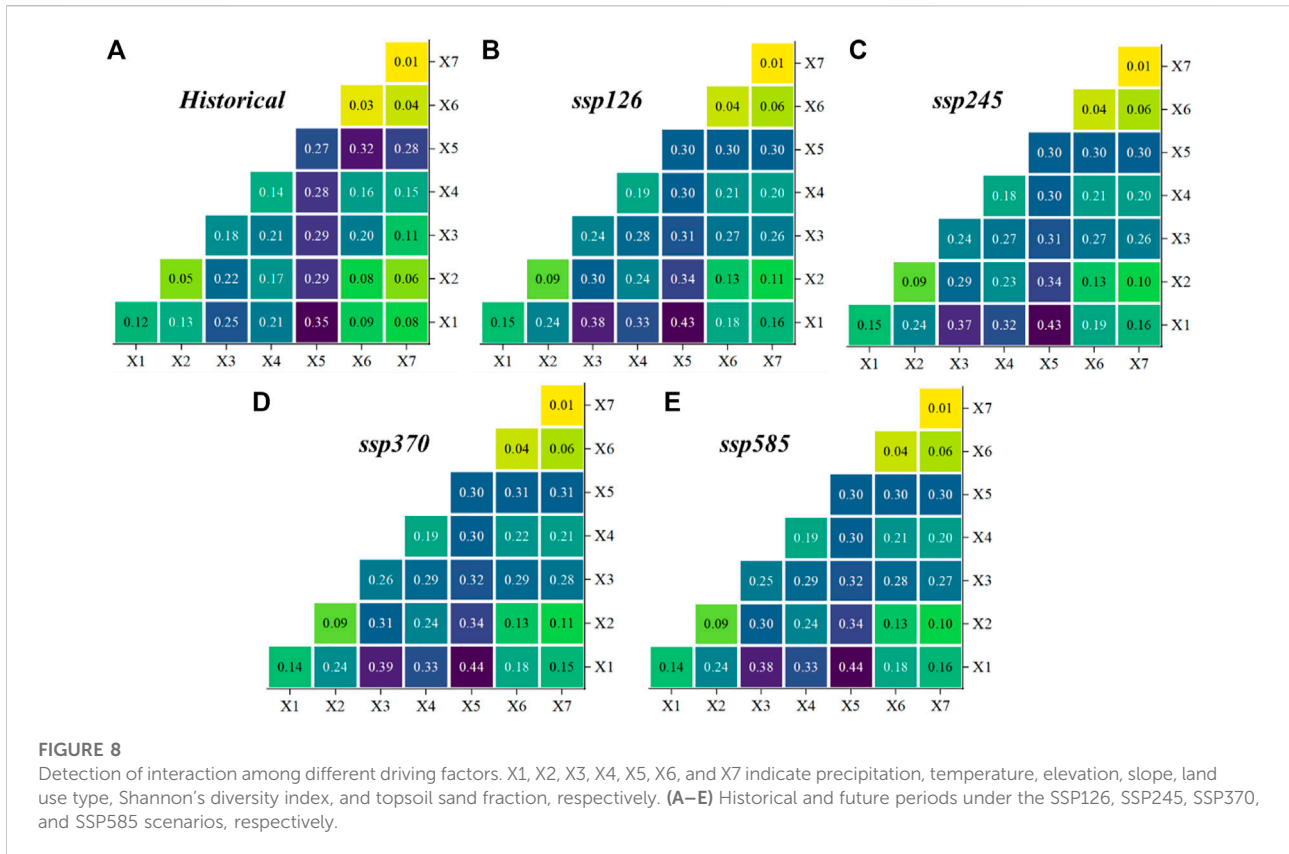 A
Historical
0.01 X7
0.03 0.04 X6
0.27 0.32 0.28 X5
0.14 0.28 0.16 0.15 X4
0.18 0.21 0.29 0.20 0.11 X3
0.05 0.22 0.17 0.29 0.08 0.06 X2
0.12 0.13 0.25 0.21 0.35 0.09 0.08 X1
X1 X2 X3 X4 X5 X6 X7
B
ssp126
0.01 X7
0.04 0.06 X6
0.30 0.30 0.30 X5
0.19 0.30 0.21 0.20 X4
0.24 0.28 0.31 0.27 0.26 X3
0.09 0.30 0.24 0.34 0.13 0.11 X2
0.15 0.24 0.38 0.33 0.43 0.18 0.16 X1
X1 X2 X3 X4 X5 X6 X7
C
ssp245
0.01 X7
0.04 0.06 X6
0.30 0.30 0.30 X5
0.18 0.30 0.21 0.20 X4
0.24 0.27 0.31 0.27 0.26 X3
0.09 0.29 0.23 0.34 0.13 0.10 X2
0.15 0.24 0.37 0.32 0.43 0.19 0.16 X1
X1 X2 X3 X4 X5 X6 X7
D
ssp370
0.01 X7
0.04 0.06 X6
0.30 0.31 0.31 X5
0.19 0.30 0.22 0.21 X4
0.26 0.29 0.32 0.29 0.28 X3
0.09 0.31 0.24 0.34 0.13 0.11 X2
0.14 0.24 0.39 0.33 0.44 0.18 0.15 X1
X1 X2 X3 X4 X5 X6 X7
E
ssp585
0.01 X7
0.04 0.06 X6
0.30 0.30 0.30 X5
0.19 0.30 0.21 0.20 X4
0.25 0.29 0.32 0.28 0.27 X3
0.09 0.30 0.24 0.34 0.13 0.10 X2
0.14 0.24 0.38 0.33 0.44 0.18 0.16 X1
X1 X2 X3 X4 X5 X6 X7
FIGURE 8
Detection of interaction among different driving factors. X1, X2, X3, X4, X5, X6, and X7 indicate precipitation, temperature, elevation, slope, land
use type, Shannon’s diversity index, and topsoil sand fraction, respectively. (A–E) Historical and future periods under the SSP126, SSP245, SSP370,
and SSP585 scenarios, respectively.